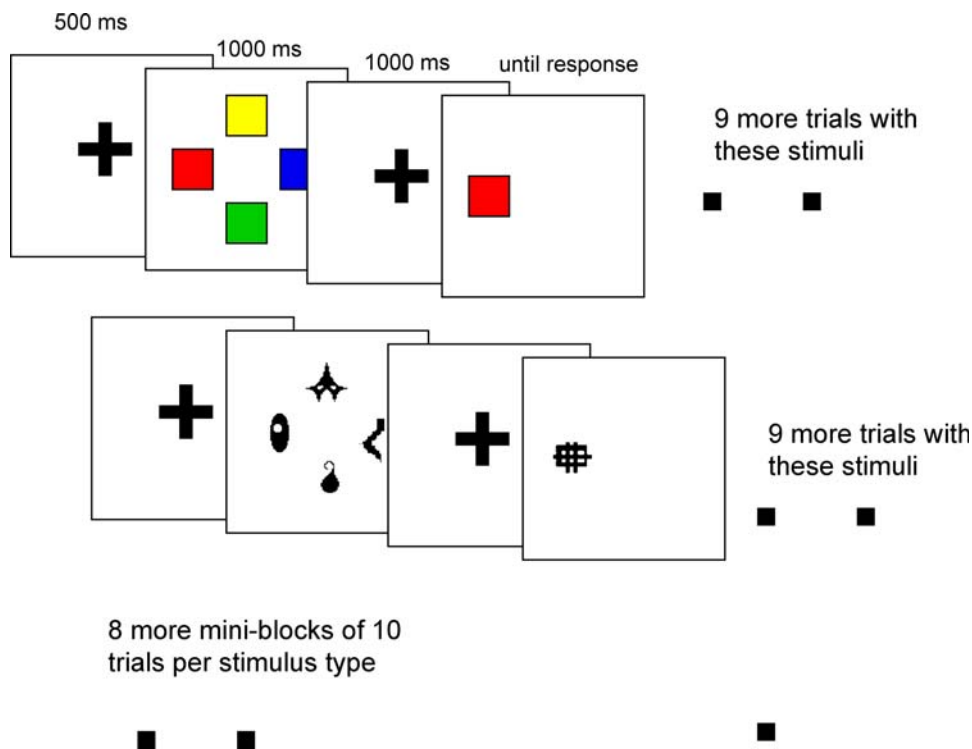 500 ms
1000 ms
1000 ms
until response
9 more trials with
these stimuli
9 more trials with
these stimuli
8 more mini-blocks of 10
trials per stimulus type